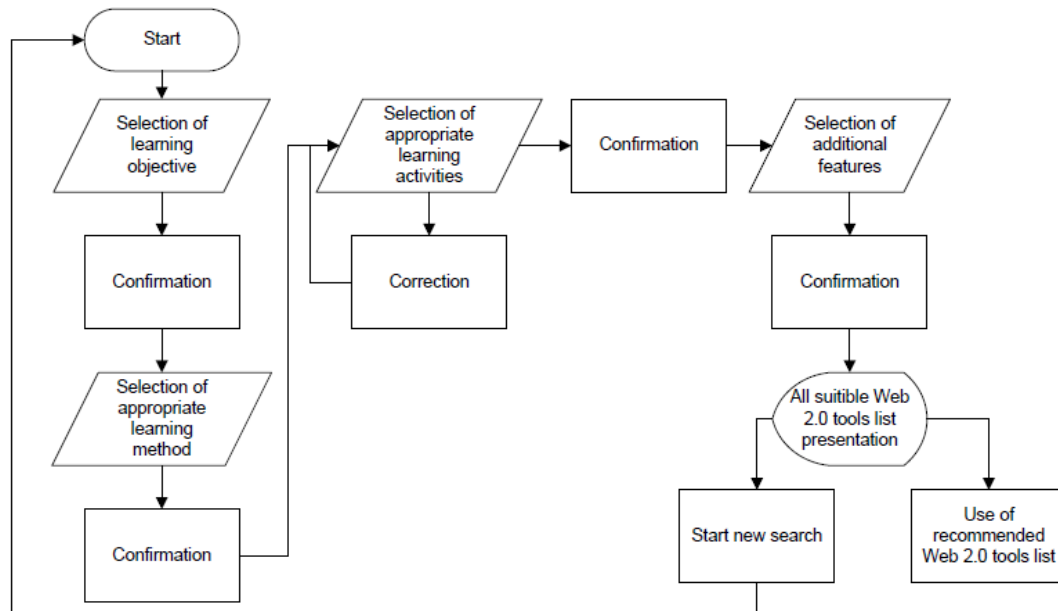 Start
Selection of
learning
objective
Confirmation
Selection of
appropriate
learning
method
Confirmation
Selection of
appropriate
learning
activities
Correction
Confirmation
Selection of
additional
features
Confirmation
All suitible Web
2.0 tools list
presentation
Start new search
Use of
recommended
Web 2.0 tools list